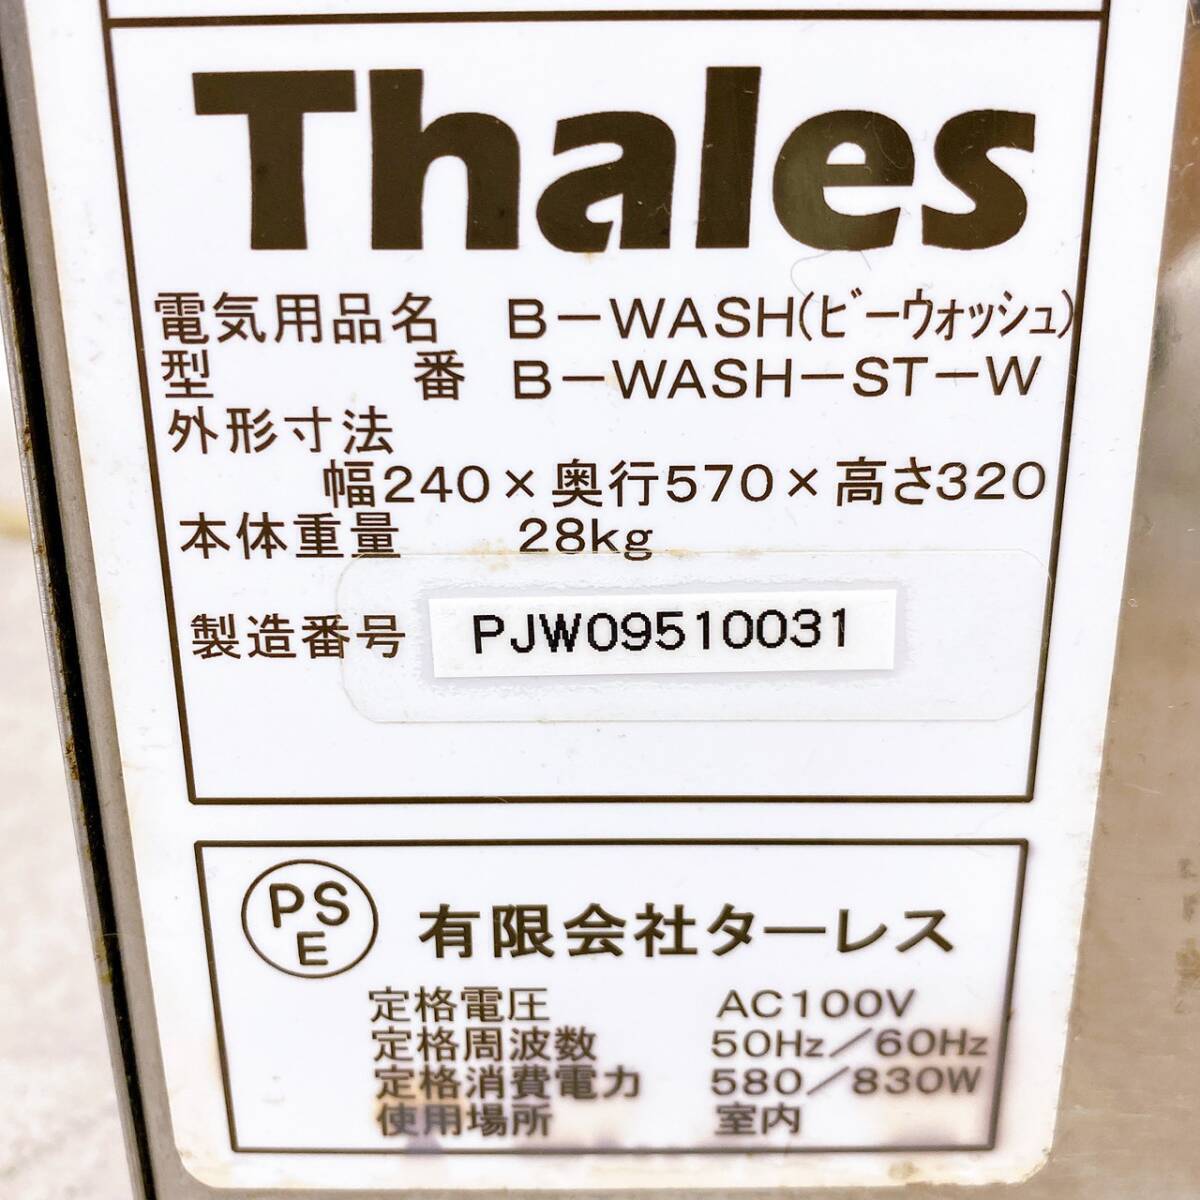 Thales
電気用品名 B-WASH(ビーウォッシュ)
型番 B-WASH-ST-W
外形寸法
幅240×奥行570×高さ320
本体重量 28kg
製造番号 PJW09510031
PSE 有限会社ターレス
定格電圧 AC100V
定格周波数 50Hz/60Hz
定格消費電力 580/830W
使用場所 室内